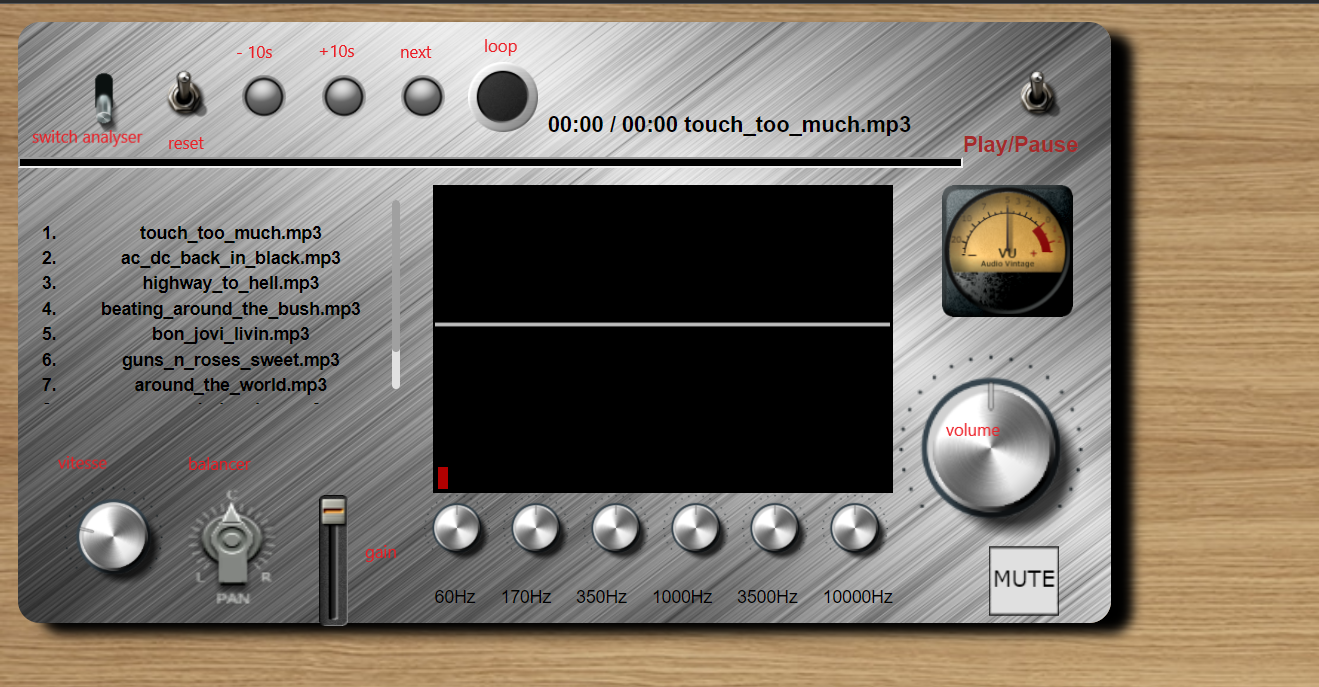 - 10s
+10s
next
loop
switch analyser
reset
00:00 / 00:00 touch_too_much.mp3
Play/Pause
1. touch_too_much.mp3
2. ac_dc_back_in_black.mp3
3. highway_to_hell.mp3
4. beating_around_the_bush.mp3
5. bon_jovi_livin.mp3
6. guns_n_roses_sweet.mp3
7. around_the_world.mp3
VU
- +
Audio Vintage
volume
vitesse
balancer
C
L R
PAN
gain
60Hz 170Hz 350Hz 1000Hz 3500Hz 10000Hz
MUTE